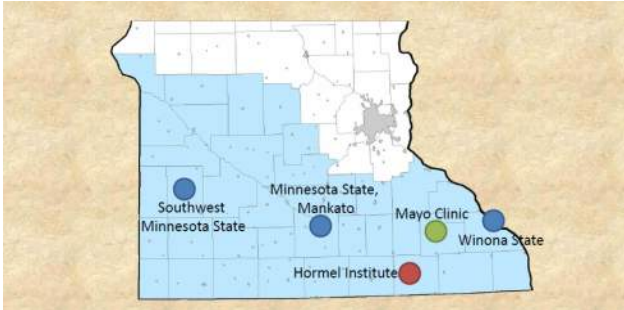 Southwest
Minnesota State
Minnesota State,
Mankato
Mayo Clinic
Winona State
Hormel Institute